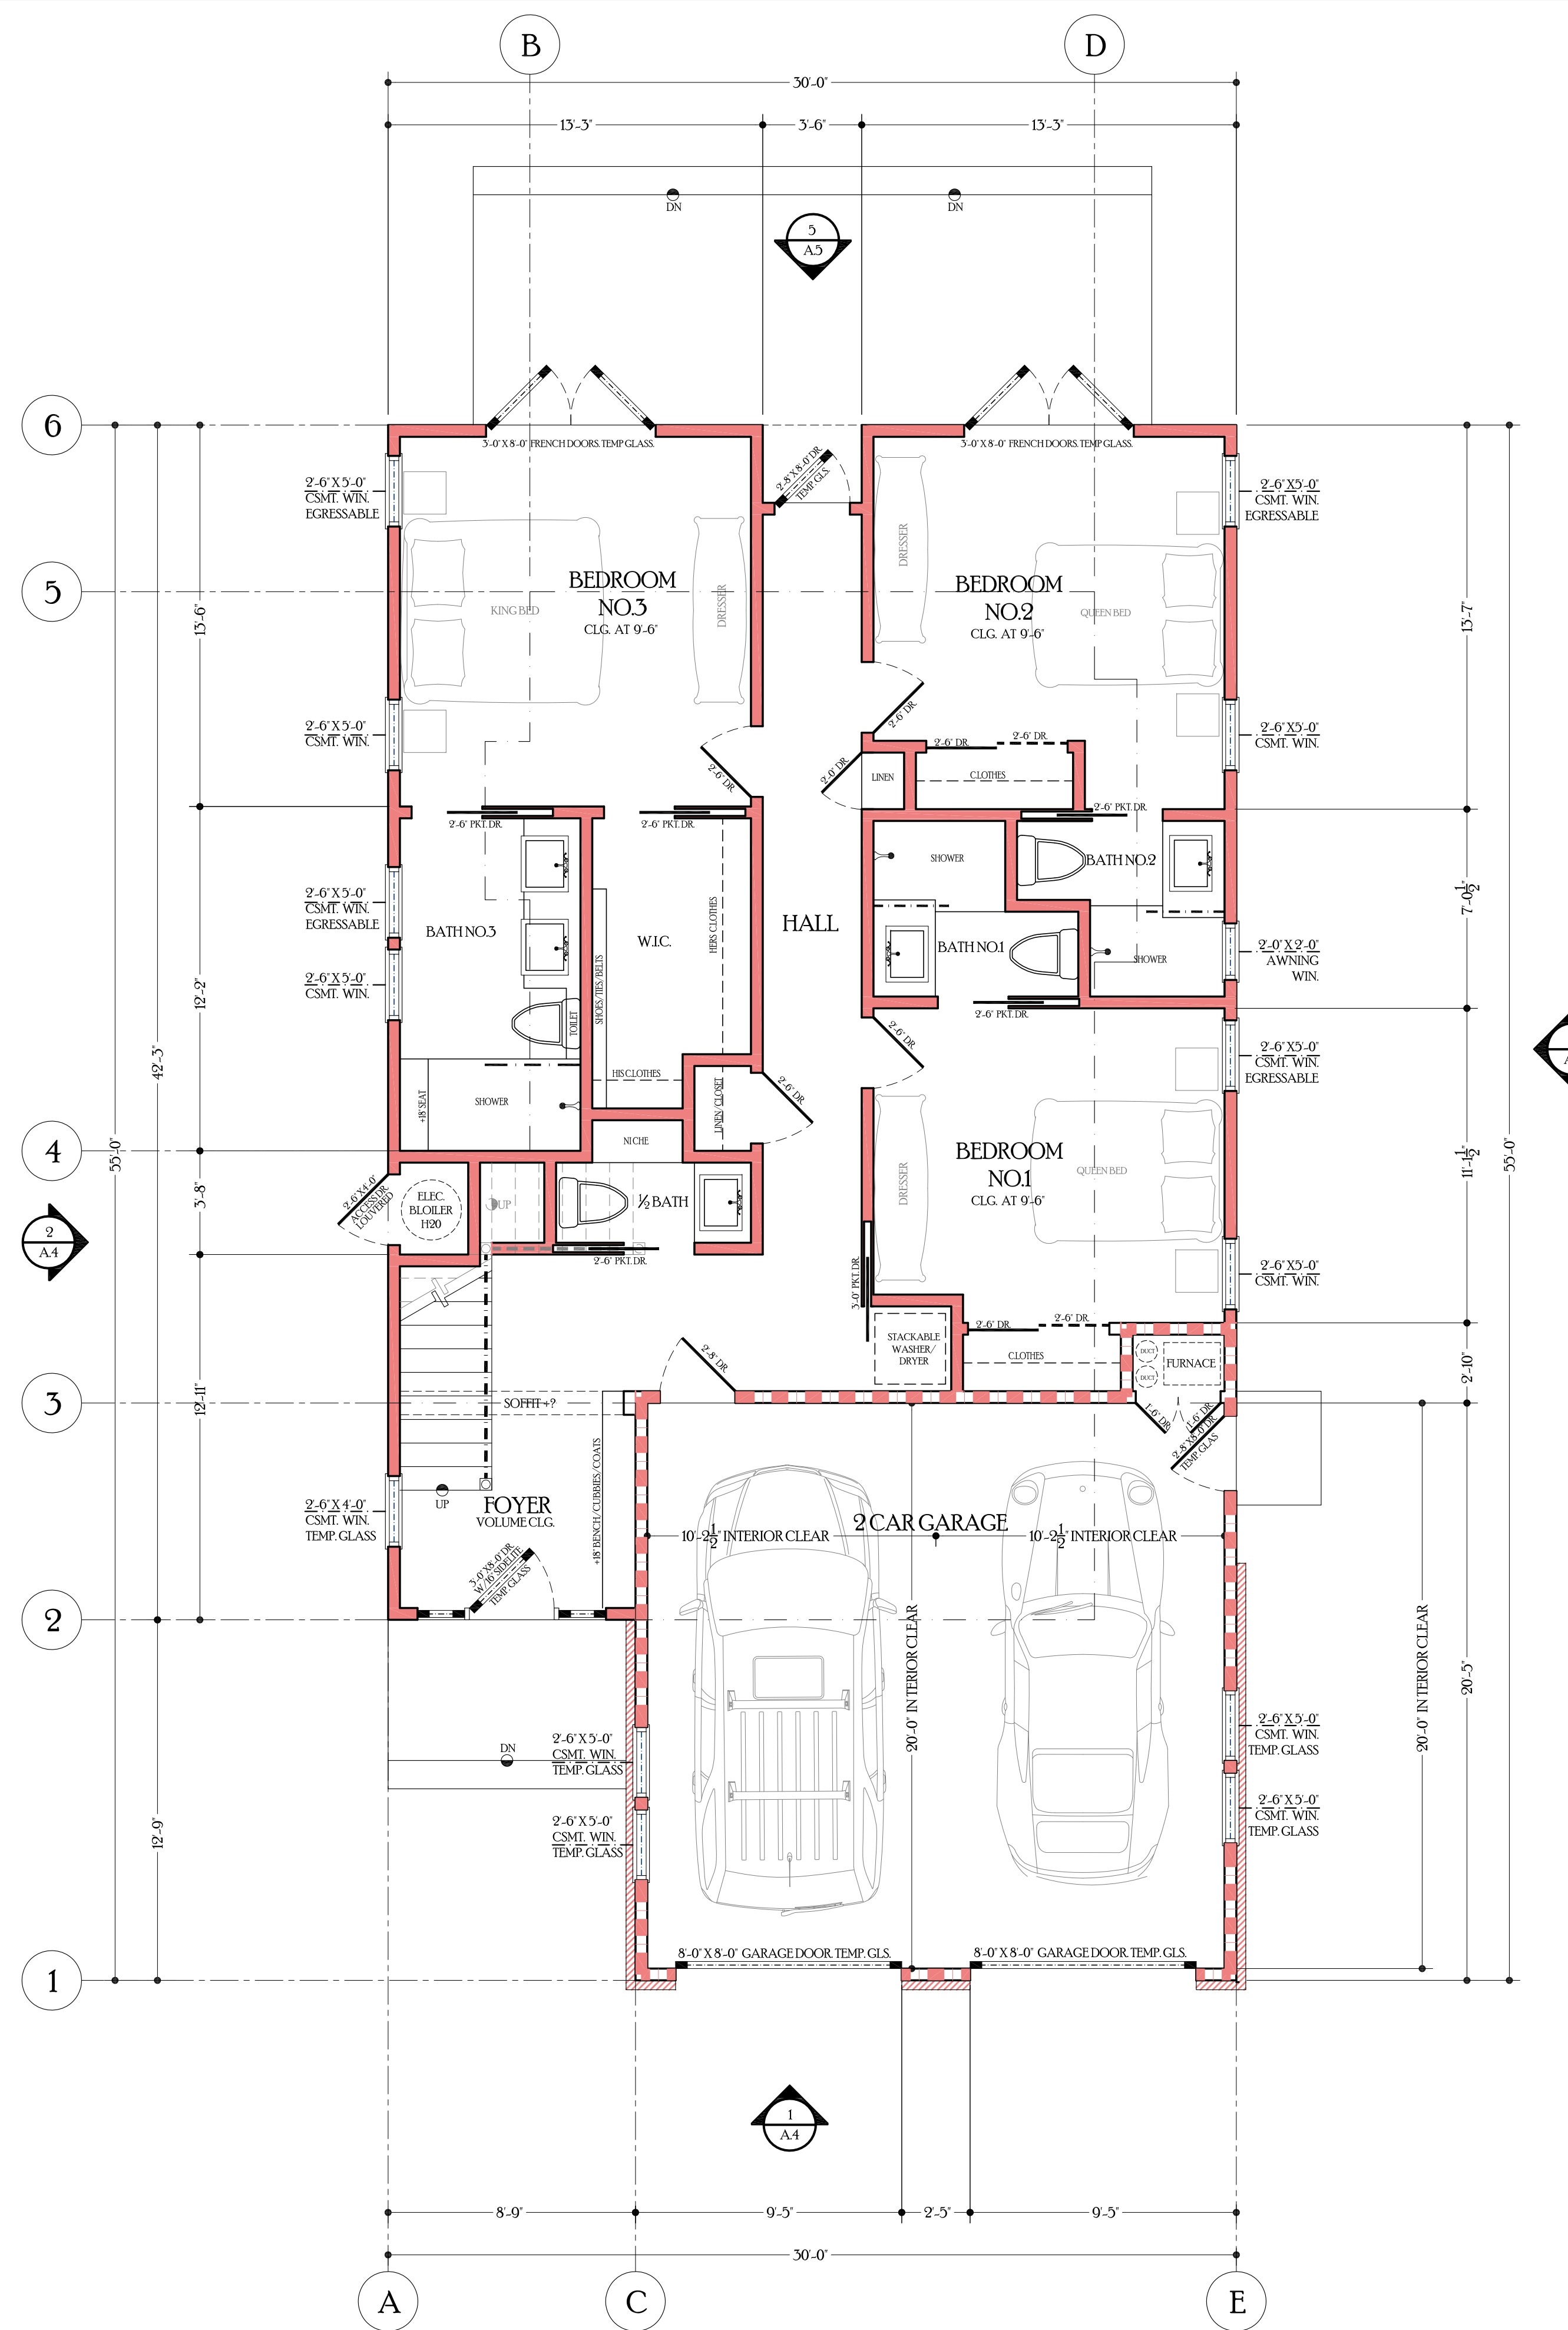 B
D
30'-0"
13'-3"
3'-6"
13'-3"
DN
DN
5
A.5
6
3'-0" X 8'-0" FRENCH DOORS. TEMP GLASS.
3'-0" X 8'-0" FRENCH DOORS. TEMP GLASS.
2'-8" X 8'-0" DR
TEMP. GLS.
2'-6" X 5'-0"
CSMT. WIN.
EGRESSABLE
2'-6" X 5'-0"
CSMT. WIN.
EGRESSABLE
DRESSER
5
BEDROOM
NO.3
CLG. AT 9'-6"
KING BED
DRESSER
BEDROOM
NO.2
CLG. AT 9'-6"
QUEEN BED
13'-6"
13'-7"
2'-6" X 5'-0"
CSMT. WIN.
2'-6" DR.
2'-6" X 5'-0"
CSMT. WIN.
2'-6" DR.
2'-6" DR.
2'-6" DR.
2'-0" DR.
LINEN
CLOTHES
2'-6" PKT. DR.
2'-6" PKT. DR.
2'-6" PKT. DR.
SHOWER
BATH NO.2
2'-6" X 5'-0"
CSMT. WIN.
EGRESSABLE
7'-0 1/2"
HALL
BATH NO.3
W.I.C.
HERS CLOTHES
SHOES/TIES/BELTS
BATH NO.1
SHOWER
2'-0" X 2'-0"
AWNING
WIN.
2'-6" X 5'-0"
CSMT. WIN.
12'-2"
TOILET
2'-6" PKT. DR.
2'-6" DR.
2'-6" X 5'-0"
CSMT. WIN.
EGRESSABLE
42'-3"
HIS CLOTHES
2'-6" DR.
LINEN/CLOSET
+18" SEAT
SHOWER
A
4
55'-0"
NICHE
BEDROOM
NO.1
CLG. AT 9'-6"
QUEEN BED
DRESSER
11'-1 1/2"
55'-0"
3'-8"
2'-6" X 4'-0"
ACCESS DR.
LOUVERED
ELEC.
BLOILER
H20
UP
1/2 BATH
2
A.4
2'-6" PKT. DR.
3'-0" PKT. DR.
2'-6" X 5'-0"
CSMT. WIN.
2'-6" DR.
2'-6" DR.
STACKABLE
WASHER/
DRYER
CLOTHES
DUCT
DUCT
FURNACE
2'-10"
2'-8" DR
3
12'-11"
SOFFIT +?
1'-6" DR
1'-6" DR
2'-8" X 8'-0" DR
TEMP. GLAS
+18" BENCH/CUBBIES/COATS
2'-6" X 4'-0"
CSMT. WIN.
TEMP. GLASS
UP
FOYER
VOLUME CLG.
2 CAR GARAGE
10'-2 1/2" INTERIOR CLEAR
10'-2 1/2" INTERIOR CLEAR
3'-0" X 8'-0" DR
W/ 16" SIDELITE
TEMP. GLASS
2
20'-0" INTERIOR CLEAR
20'-0" INTERIOR CLEAR
20'-5"
DN
2'-6" X 5'-0"
CSMT. WIN.
TEMP. GLASS
2'-6" X 5'-0"
CSMT. WIN.
TEMP. GLASS
12'-9"
2'-6" X 5'-0"
CSMT. WIN.
TEMP. GLASS
2'-6" X 5'-0"
CSMT. WIN.
TEMP. GLASS
8'-0" X 8'-0" GARAGE DOOR. TEMP. GLS.
8'-0" X 8'-0" GARAGE DOOR. TEMP. GLS.
1
1
A.4
8'-9"
9'-5"
2'-5"
9'-5"
30'-0"
A
C
E